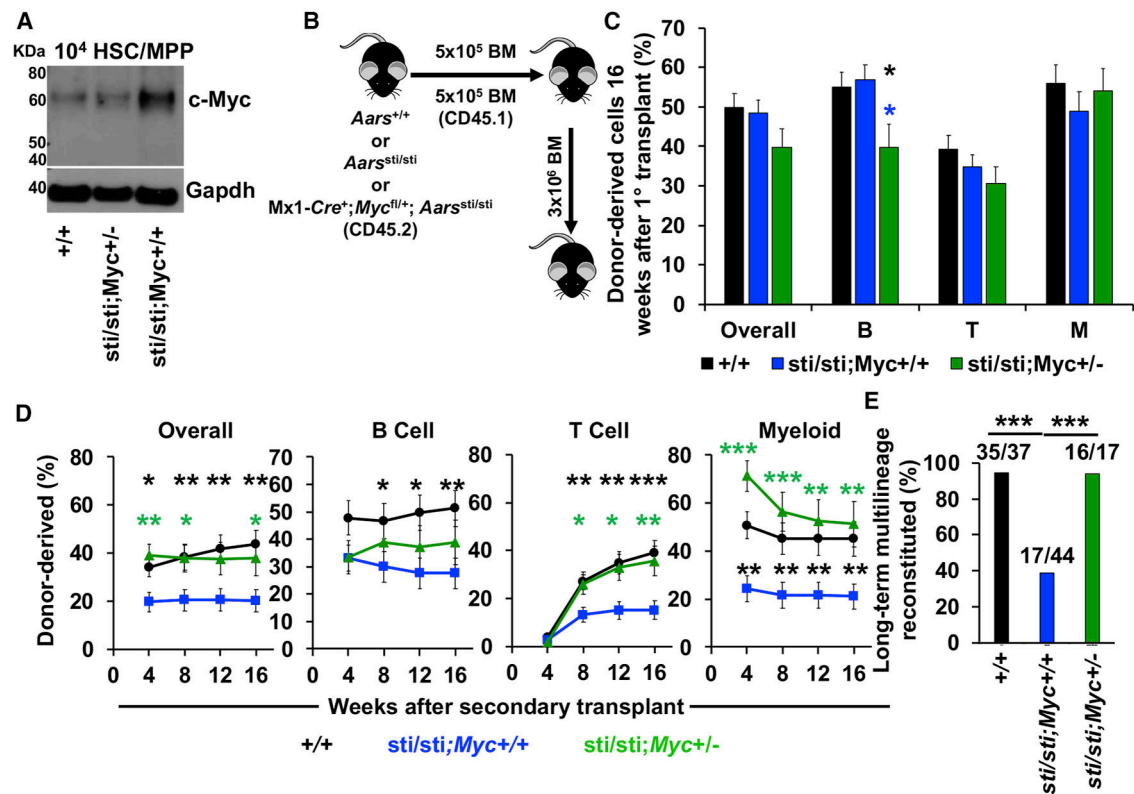 A
KDa 10⁴ HSC/MPP
80
60
50
40
40
c-Myc
Gapdh
+/+
sti/sti;Myc+/-
sti/sti;Myc+/+
B
5x10⁵ BM
5x10⁵ BM
(CD45.1)
Aars+/+
or
Aarssti/sti
or
Mx1-Cre+;Mycfl/+; Aarssti/sti
(CD45.2)
3x10⁶ BM
C
Donor-derived cells 16
weeks after 1° transplant (%)
70
60
50
40
30
20
10
0
*
*
Overall B T M
+/+ sti/sti;Myc+/+ sti/sti;Myc+/-
D
Donor-derived (%)
Overall
80
60
40
20
0
* ** ** **
** * *
4 8 12 16
B Cell
70
60
50
40
30
20
10
0
* * **
4 8 12 16
T Cell
80
60
40
20
0
** ** ***
* * **
4 8 12 16
Myeloid
80
60
40
20
0
*** *** ** **
** ** ** **
4 8 12 16
Weeks after secondary transplant
+/+ sti/sti;Myc+/+ sti/sti;Myc+/-
E
Long-term multilineage
reconstituted (%)
*** ***
35/37 16/17
17/44
100
80
60
40
20
0
+/+
sti/sti;Myc+/+
sti/sti;Myc+/-